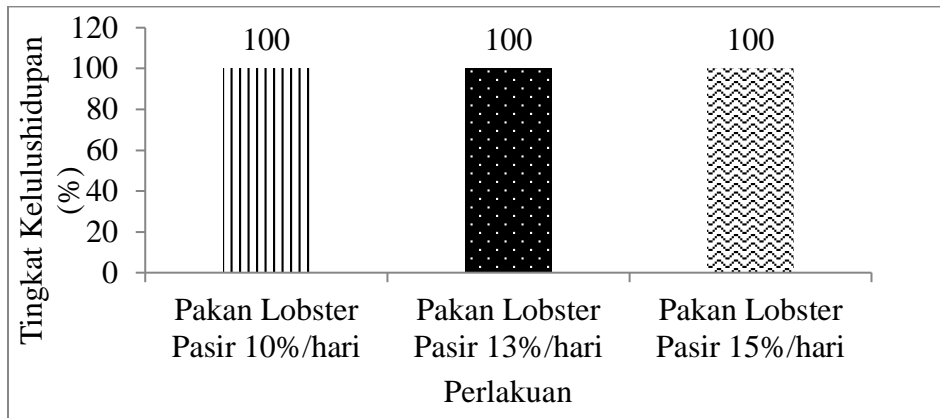 Tingkat Kelulushidupan
(%)
120
100
80
60
40
20
0
100
100
100
Pakan Lobster
Pasir 10%/hari
Pakan Lobster
Pasir 13%/hari
Pakan Lobster
Pasir 15%/hari
Perlakuan